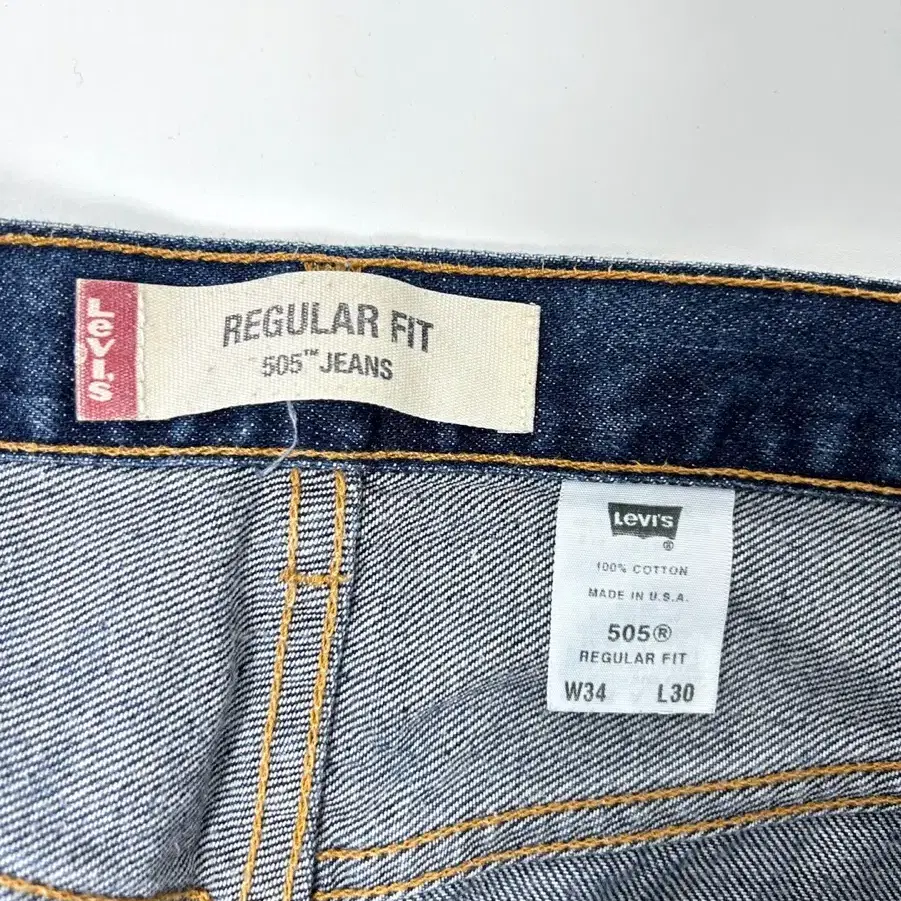 Levi's
REGULAR FIT
505™ JEANS
Levi's
®
100% COTTON
MADE IN U.S.A.
505®
REGULAR FIT
W34 L30